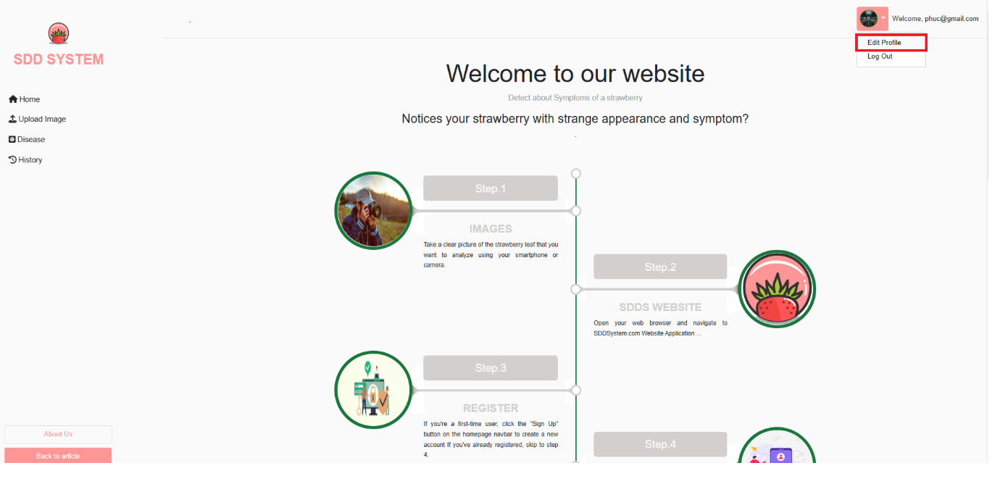 Welcome, phuc@gmail.com
Edit Profile
Log Out
SDD SYSTEM
Home
Upload Image
Disease
History
About Us
Back to article
Welcome to our website
Detect about Symptoms of a strawberry
Notices your strawberry with strange appearance and symptom?
Step.1
IMAGES
Take a clear picture of the strawberry leaf that you
want to analyze using your smartphone or
camera.
Step.2
SDDS WEBSITE
Open your web browser and navigate to
SDDSystem.com Website Application ...
Step.3
REGISTER
If you're a first-time user, click the "Sign Up"
button on the homepage navbar to create a new
account If you've already registered, skip to step
4.
Step.4